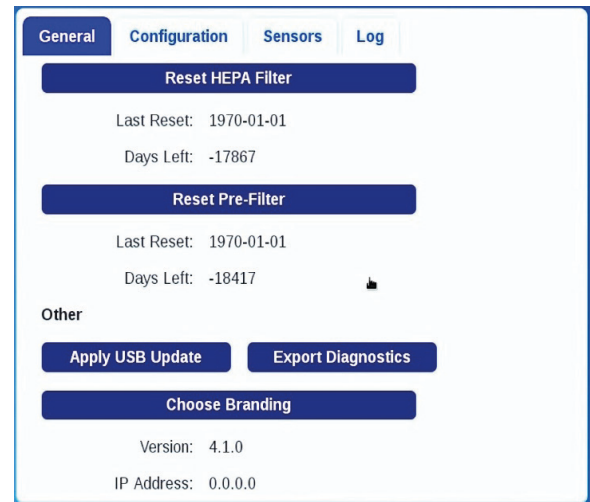 General Configuration Sensors Log
Reset HEPA Filter
Last Reset: 1970-01-01
Days Left: -17867
Reset Pre-Filter
Last Reset: 1970-01-01
Days Left: -18417
Other
Apply USB Update Export Diagnostics
Choose Branding
Version: 4.1.0
IP Address: 0.0.0.0